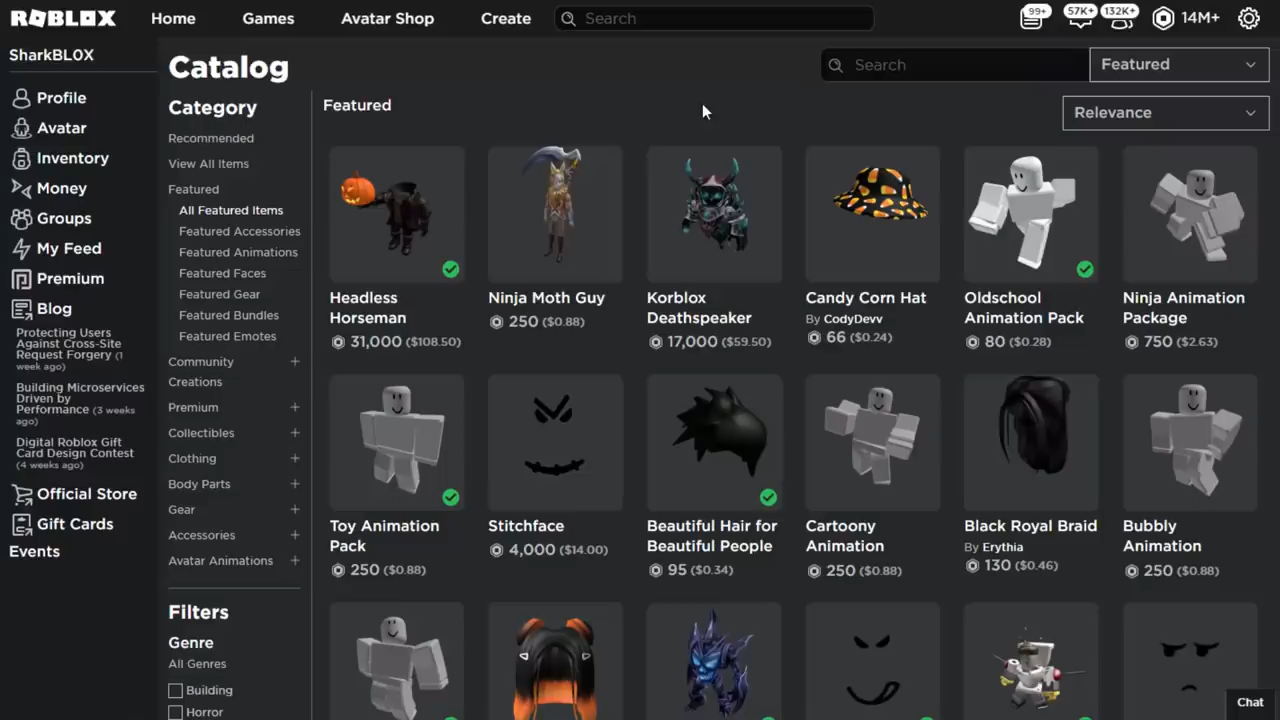 ROBLOX
Home
Games
Avatar Shop
Create
Search
99+
57K+
132K+
14M+
SharkBL0X
Profile
Avatar
Inventory
Money
Groups
My Feed
Premium
Blog
Protecting Users
Against Cross-Site
Request Forgery (1
week ago)
Building Microservices
Driven by
Performance (3 weeks
ago)
Digital Roblox Gift
Card Design Contest
(4 weeks ago)
Official Store
Gift Cards
Events
Catalog
Search
Featured
Category
Recommended
View All Items
Featured
All Featured Items
Featured Accessories
Featured Animations
Featured Faces
Featured Gear
Featured Bundles
Featured Emotes
Community
Creations
Premium
Collectibles
Clothing
Body Parts
Gear
Accessories
Avatar Animations
Filters
Genre
All Genres
Building
Horror
Featured
Relevance
Headless
Horseman
31,000 ($108.50)
Ninja Moth Guy
250 ($0.88)
Korblox
Deathspeaker
17,000 ($59.50)
Candy Corn Hat
By CodyDevv
66 ($0.24)
Oldschool
Animation Pack
80 ($0.28)
Ninja Animation
Package
750 ($2.63)
Toy Animation
Pack
250 ($0.88)
Stitchface
4,000 ($14.00)
Beautiful Hair for
Beautiful People
95 ($0.34)
Cartoony
Animation
250 ($0.88)
Black Royal Braid
By Erythia
130 ($0.46)
Bubbly
Animation
250 ($0.88)
Chat